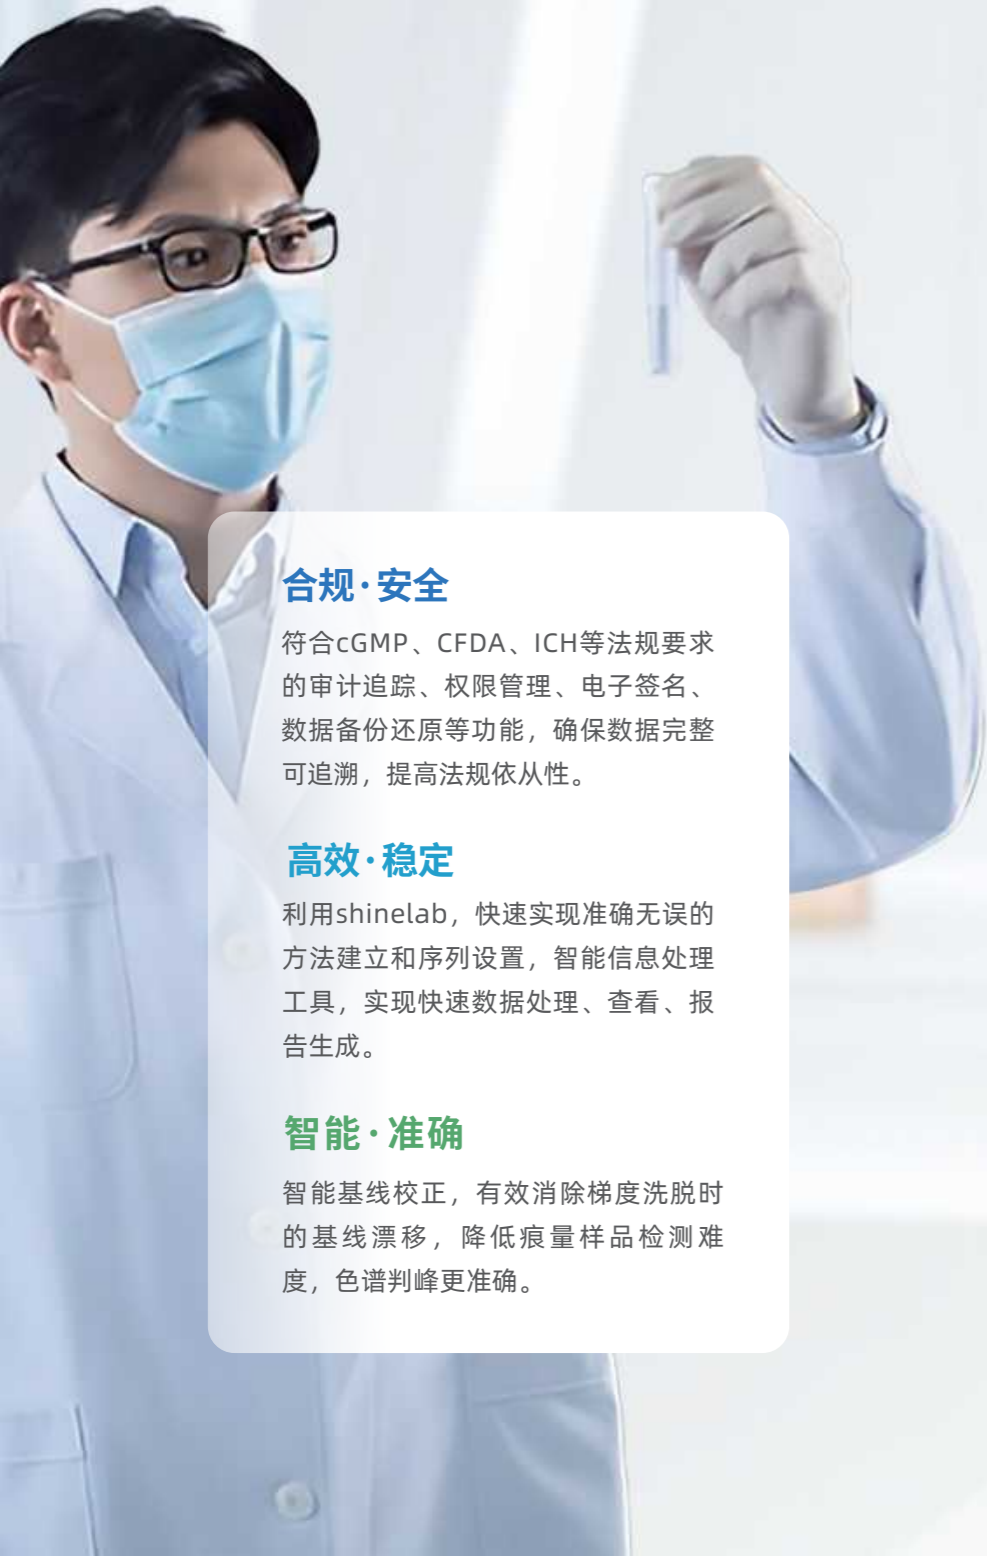 合规·安全
符合cGMP、CFDA、ICH等法规要求
的审计追踪、权限管理、电子签名、
数据备份还原等功能，确保数据完整
可追溯，提高法规依从性。
高效·稳定
利用shinelab，快速实现准确无误的
方法建立和序列设置，智能信息处理
工具，实现快速数据处理、查看、报
告生成。
智能·准确
智能基线校正，有效消除梯度洗脱时
的基线漂移，降低痕量样品检测难
度，色谱判峰更准确。